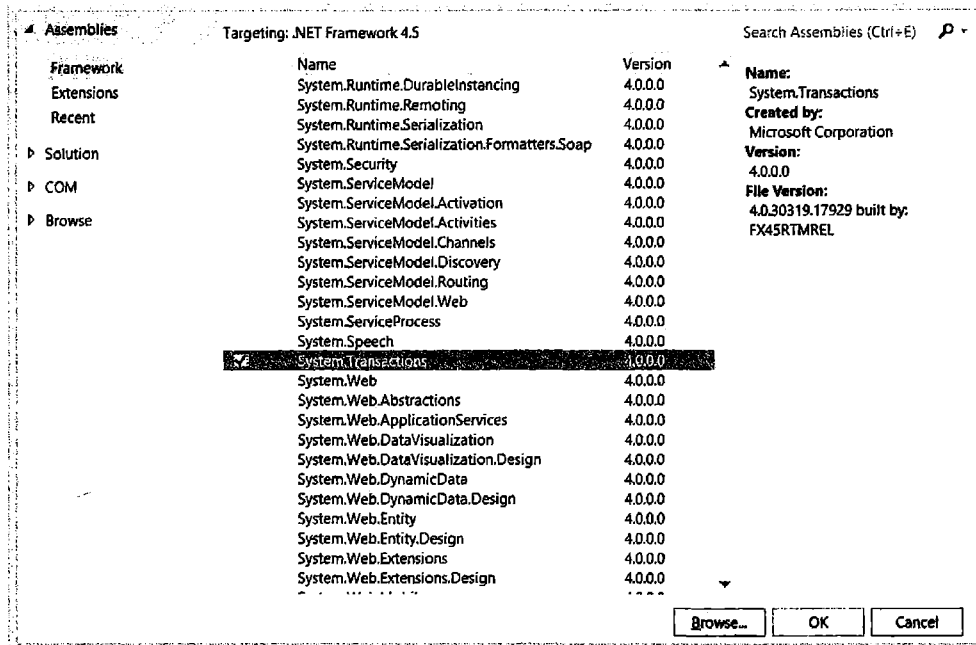 Assemblies
Targeting: .NET Framework 4.5
Search Assemblies (Ctrl+E)
Framework
Extensions
Recent
Solution
COM
Browse
Name Version
System.Runtime.DurableInstancing 4.0.0.0
System.Runtime.Remoting 4.0.0.0
System.Runtime.Serialization 4.0.0.0
System.Runtime.Serialization.Formatters.Soap 4.0.0.0
System.Security 4.0.0.0
System.ServiceModel 4.0.0.0
System.ServiceModel.Activation 4.0.0.0
System.ServiceModel.Activities 4.0.0.0
System.ServiceModel.Channels 4.0.0.0
System.ServiceModel.Discovery 4.0.0.0
System.ServiceModel.Routing 4.0.0.0
System.ServiceModel.Web 4.0.0.0
System.ServiceProcess 4.0.0.0
System.Speech 4.0.0.0
System.Transactions 4.0.0.0
System.Web 4.0.0.0
System.Web.Abstractions 4.0.0.0
System.Web.ApplicationServices 4.0.0.0
System.Web.DataVisualization 4.0.0.0
System.Web.DataVisualization.Design 4.0.0.0
System.Web.DynamicData 4.0.0.0
System.Web.DynamicData.Design 4.0.0.0
System.Web.Entity 4.0.0.0
System.Web.Entity.Design 4.0.0.0
System.Web.Extensions 4.0.0.0
System.Web.Extensions.Design 4.0.0.0
Name:
System.Transactions
Created by:
Microsoft Corporation
Version:
4.0.0.0
File Version:
4.0.30319.17929 built by:
FX45RTMREL
Browse...
OK
Cancel